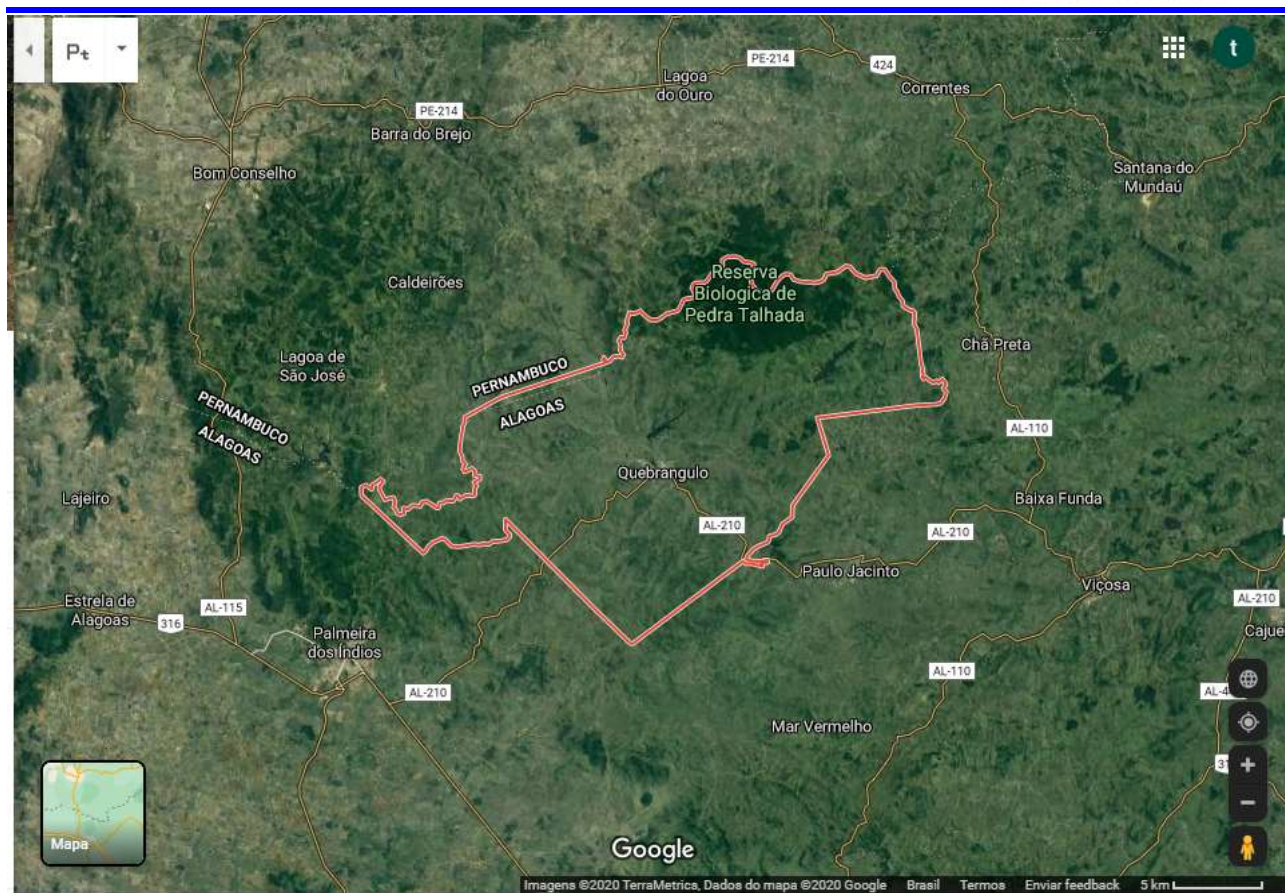 Pt
t
PE-214
424
Lagoa
do Ouro
Correntes
PE-214
Barra do Brejo
Bom Conselho
Santana do
Mundaú
Caldeirões
Reserva
Biologica de
Pedra Talhada
Chã Preta
Lagoa de
São José
PERNAMBUCO
ALAGOAS
PERNAMBUCO
ALAGOAS
AL-110
Quebrangulo
Lajeiro
Baixa Funda
AL-210
AL-210
Paulo Jacinto
Viçosa
Estrela de
Alagoas
AL-115
316
AL-210
Palmeira
dos Índios
Cajue
AL-210
AL-110
AL-4
Mar Vermelho
31
Mapa
Google
Imagens ©2020 TerraMetrics, Dados do mapa ©2020 Google Brasil Termos Enviar feedback 5 km